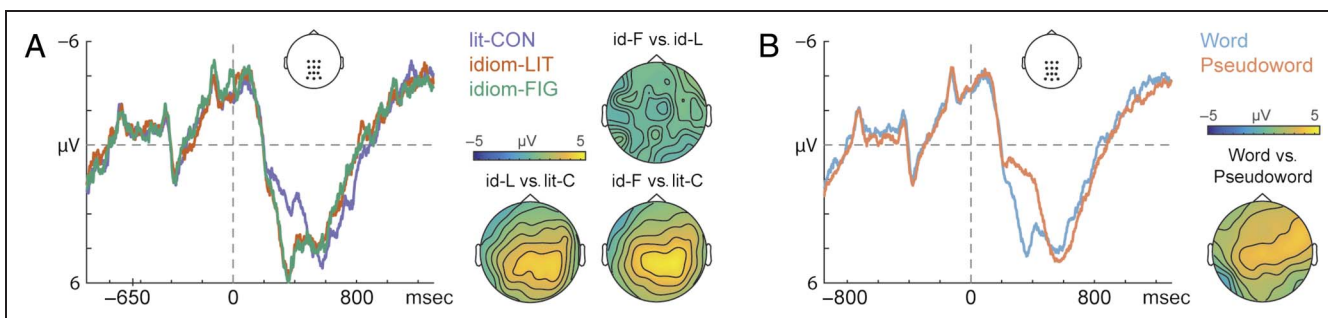 A
−6
μV
6
−650
0
800
msec
lit-CON
idiom-LIT
idiom-FIG
−5
μV
5
id-F vs. id-L
id-L vs. lit-C
id-F vs. lit-C
B
−6
μV
6
−800
0
800
msec
Word
Pseudoword
−5
μV
5
Word vs.
Pseudoword